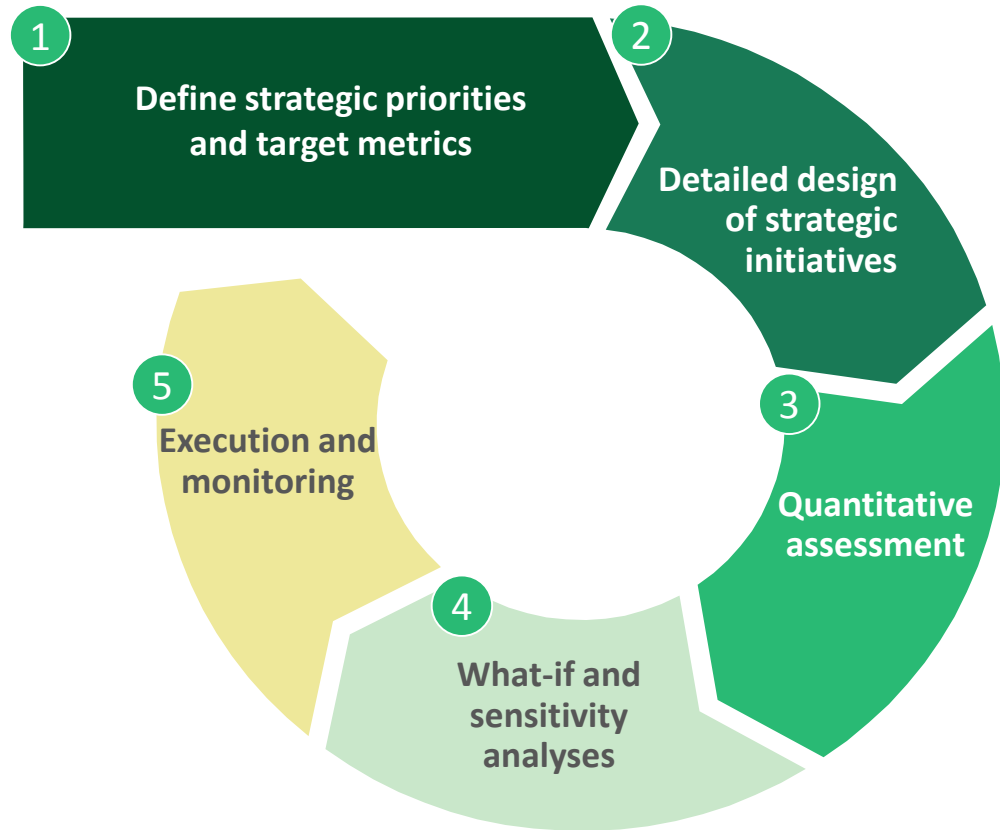 1
Define strategic priorities
and target metrics
2
Detailed design
of strategic
initiatives
3
Quantitative
assessment
4
What-if and
sensitivity
analyses
5
Execution and
monitoring